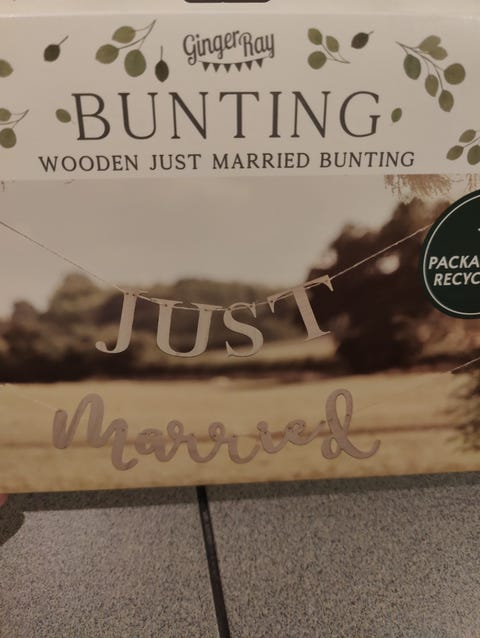 Ginger Ray
BUNTING
WOODEN JUST MARRIED BUNTING
JUST
Married